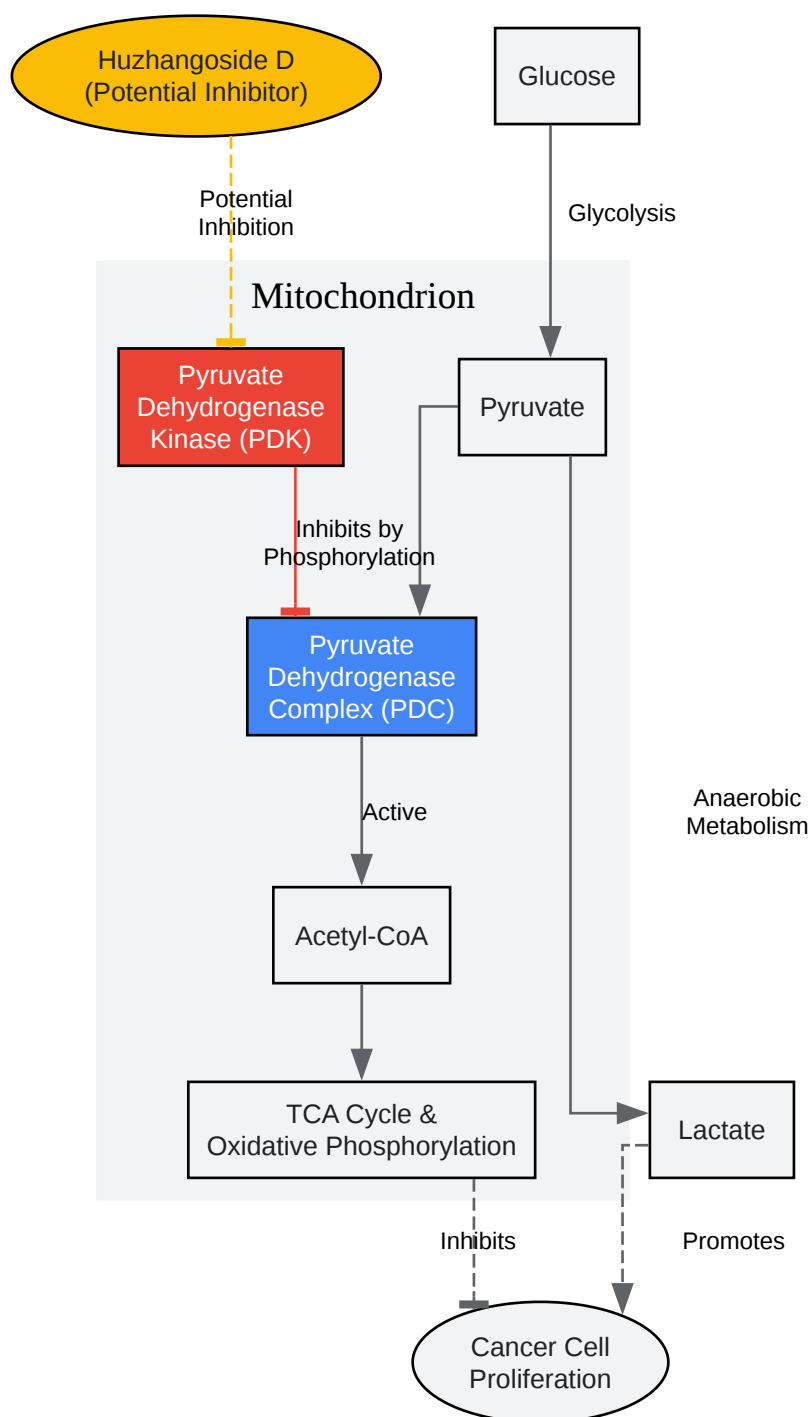 Huzhangoside D
(Potential Inhibitor)
Glucose
Potential
Inhibition
Glycolysis
Mitochondrion
Pyruvate
Dehydrogenase
Kinase (PDK)
Pyruvate
Inhibits by
Phosphorylation
Pyruvate
Dehydrogenase
Complex (PDC)
Active
Anaerobic
Metabolism
Acetyl-CoA
TCA Cycle &
Oxidative Phosphorylation
Lactate
Inhibits
Promotes
Cancer Cell
Proliferation